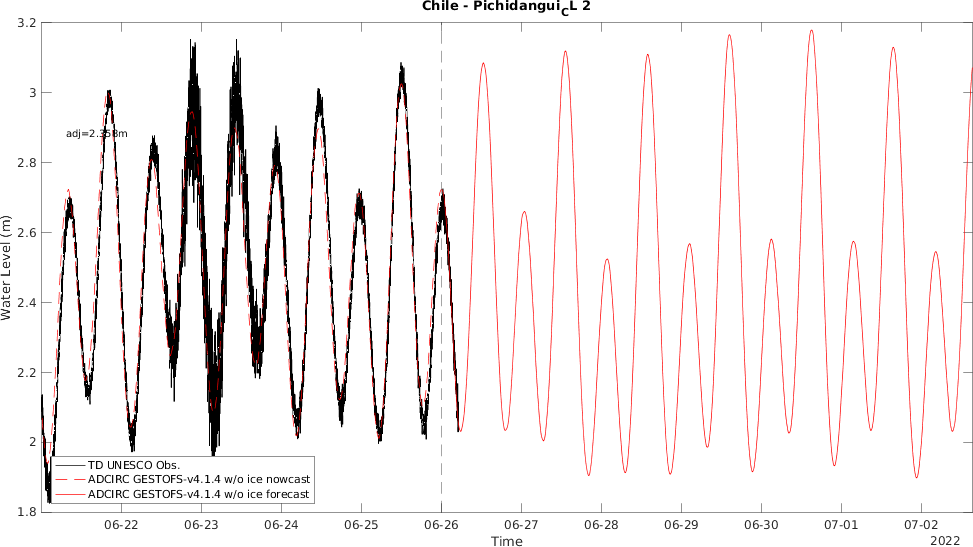 Chile - Pichidangui_CL 2
3.2
3
2.8
2.6
2.4
2.2
2
1.8
Water Level (m)
adj=2.358m
TD UNESCO Obs.
ADCIRC GESTOFS-v4.1.4 w/o ice nowcast
ADCIRC GESTOFS-v4.1.4 w/o ice forecast
06-22 06-23 06-24 06-25 06-26 06-27 06-28 06-29 06-30 07-01 07-02
Time
2022